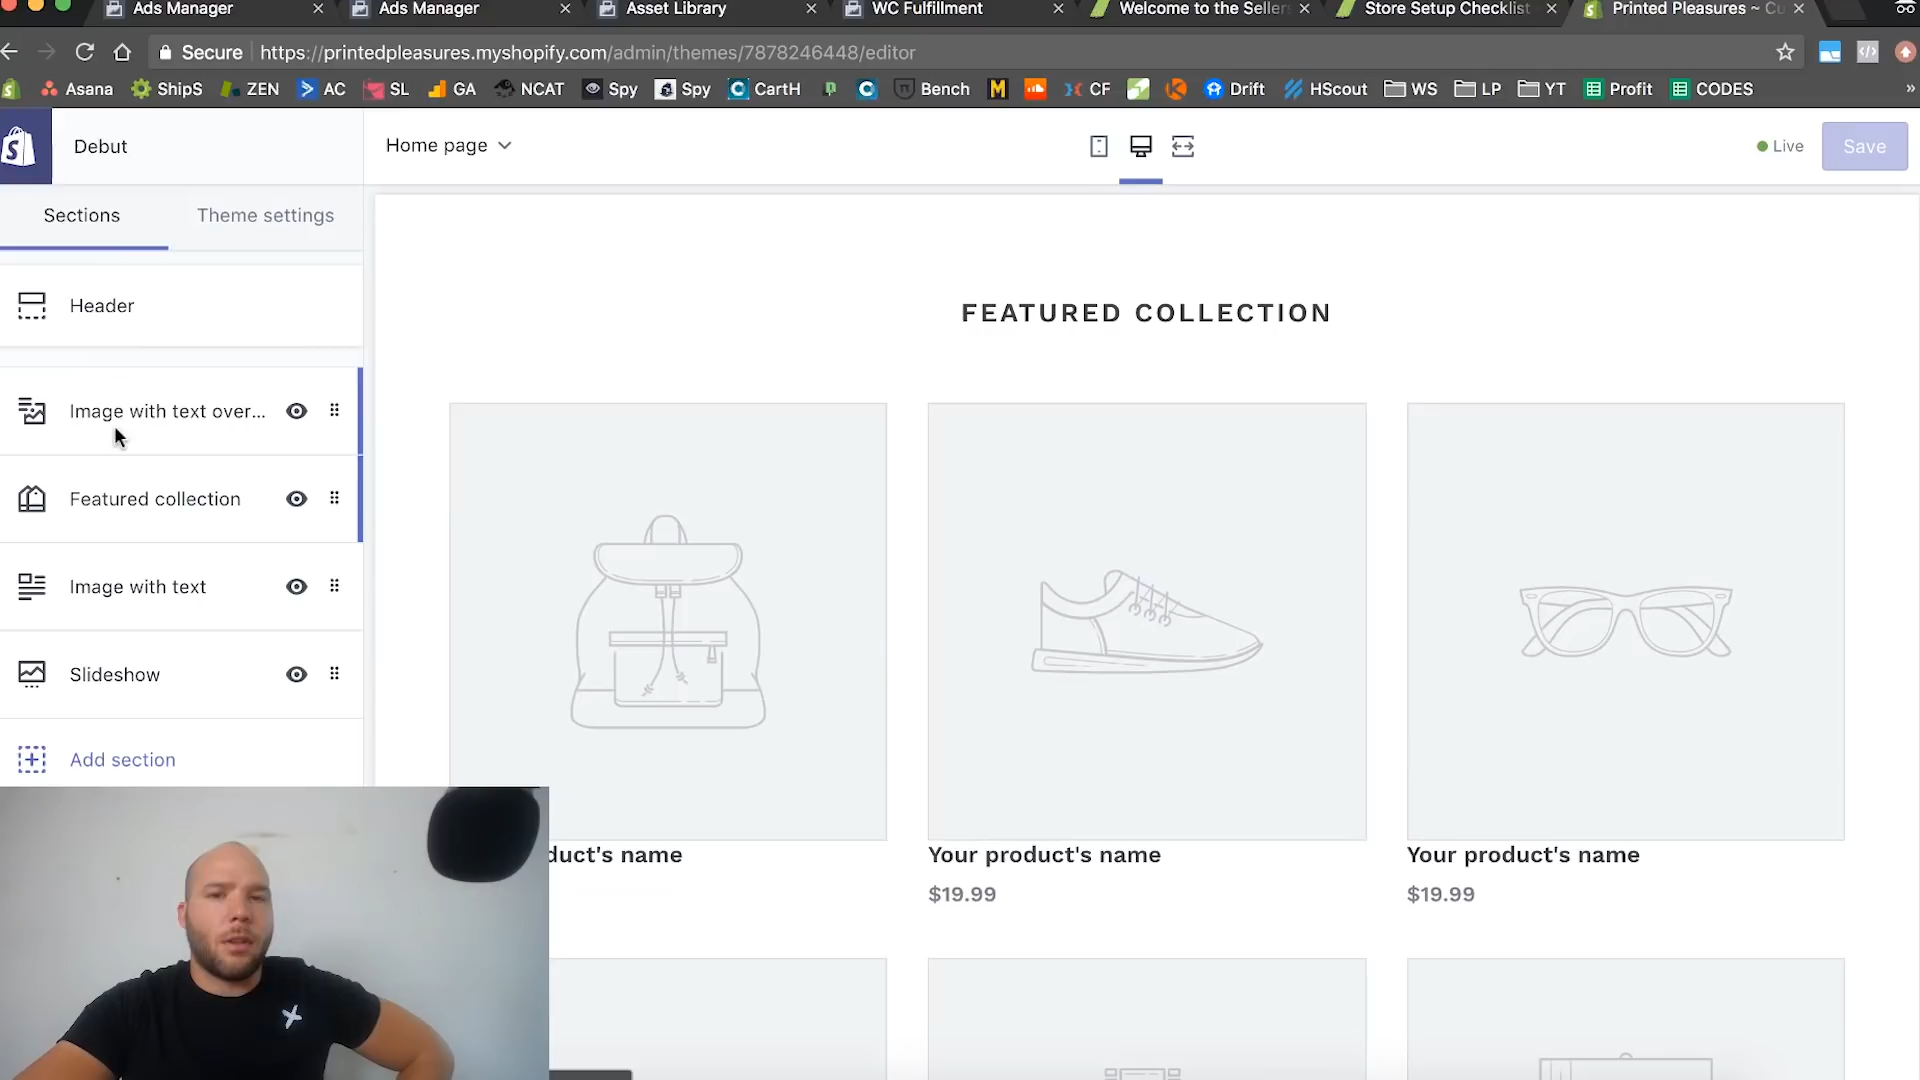 Ads Manager
Ads Manager
Asset Library
WC Fulfillment
Welcome to the Sellers
Store Setup Checklist
Printed Pleasures ~ Cu
Secure https://printedpleasures.myshopify.com/admin/themes/7878246448/editor
Asana ShipS ZEN AC SL GA NCAT Spy Spy CartH Bench CF Drift HScout WS LP YT Profit CODES »
Debut
Home page
Live
Save
Sections
Theme settings
Header
Image with text over...
Featured collection
Image with text
Slideshow
Add section
FEATURED COLLECTION
duct's name
Your product's name
Your product's name
$19.99
$19.99